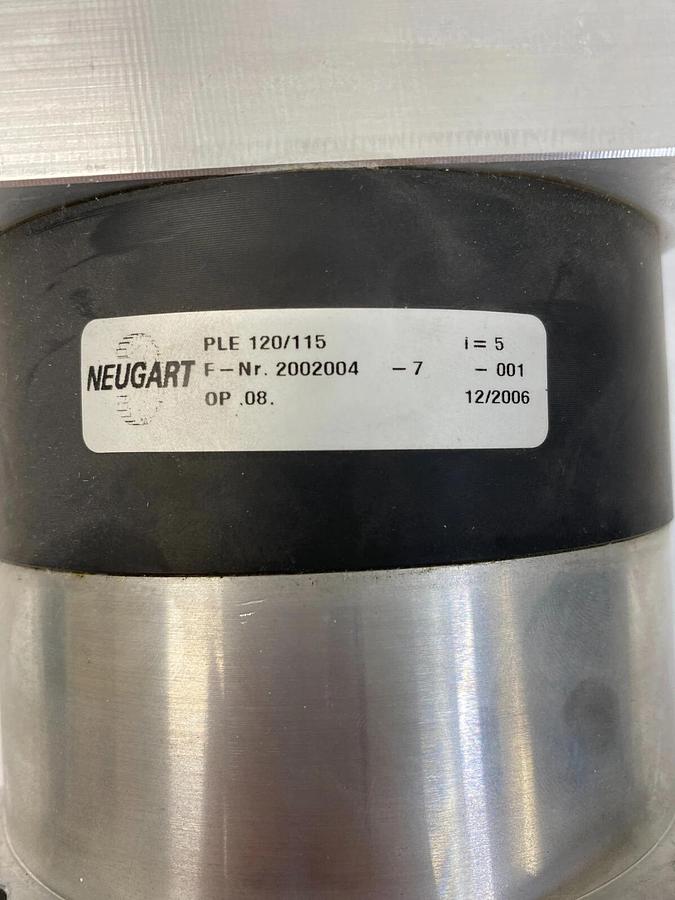 PLE 120/115 i = 5
NEUGART F-Nr. 2002004 - 7 - 001
OP .08. 12/2006